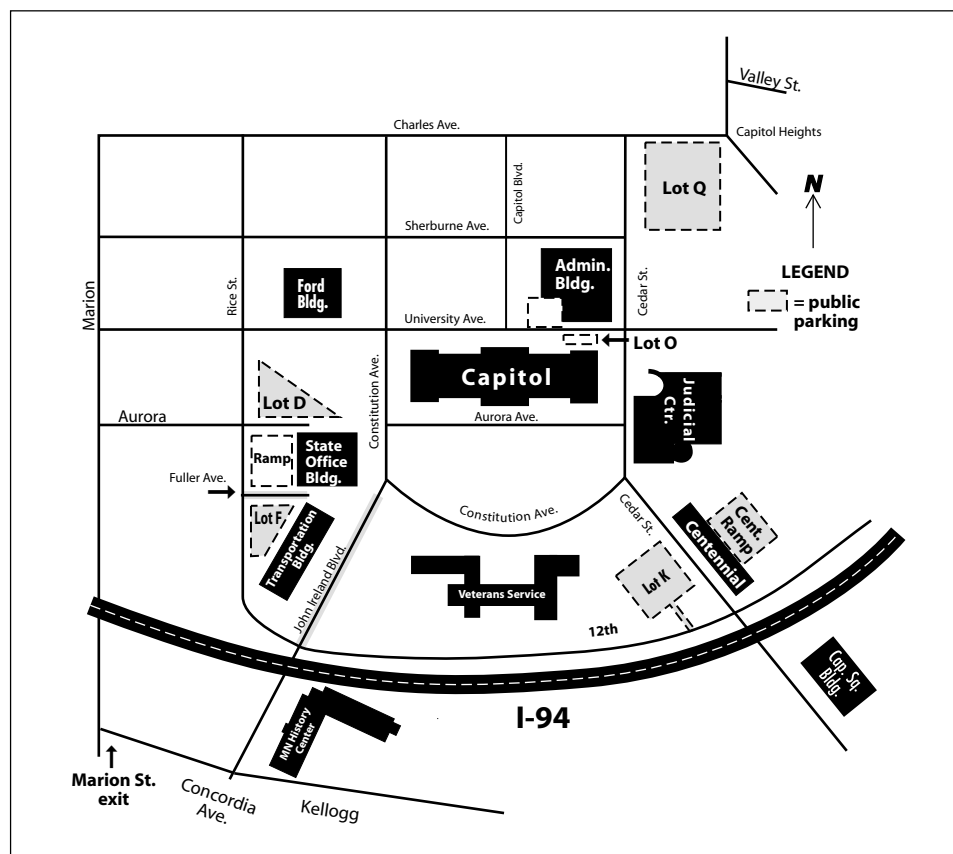 Valley St.
Charles Ave.
Capitol Heights
Capitol Blvd.
Lot Q
N
Sherburne Ave.
Marion
Rice St.
Ford
Bldg.
Admin.
Bldg.
Cedar St.
LEGEND
= public
parking
University Ave.
Lot O
Constitution Ave.
Capitol
Judicial
Ctr.
Lot D
Aurora
Aurora Ave.
Ramp
State
Office
Bldg.
Fuller Ave.
Lot F
Transportation
Bldg.
John Ireland Blvd.
Constitution Ave.
Cedar St.
Cent.
Ramp
Centennial
Lot K
Veterans Service
12th
Cap. Sq.
Bldg.
I-94
MN History
Center
Marion St.
exit
Concordia
Ave.
Kellogg